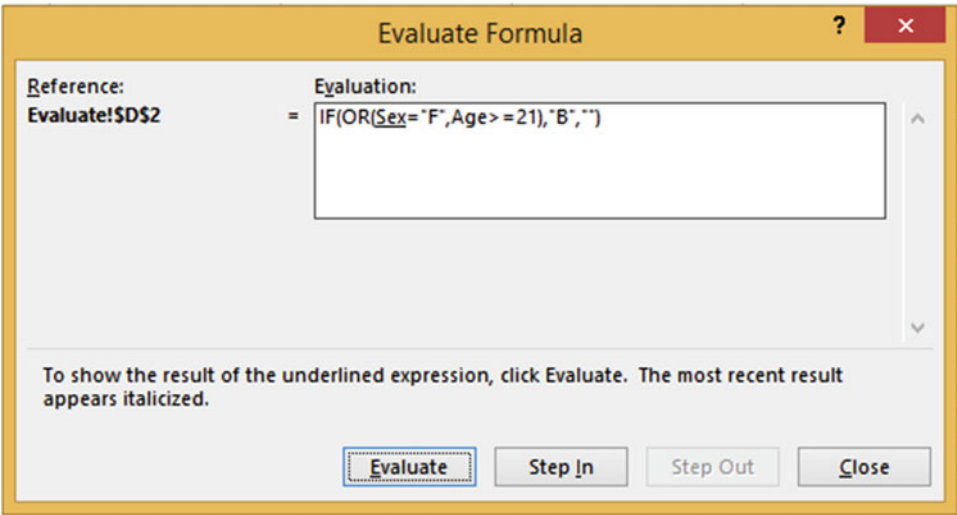 Evaluate Formula
? ×
Reference:
Evaluation:
Evaluate!$D$2 = IF(OR(Sex="F",Age>=21),"B","")
To show the result of the underlined expression, click Evaluate. The most recent result
appears italicized.
Evaluate
Step In
Step Out
Close